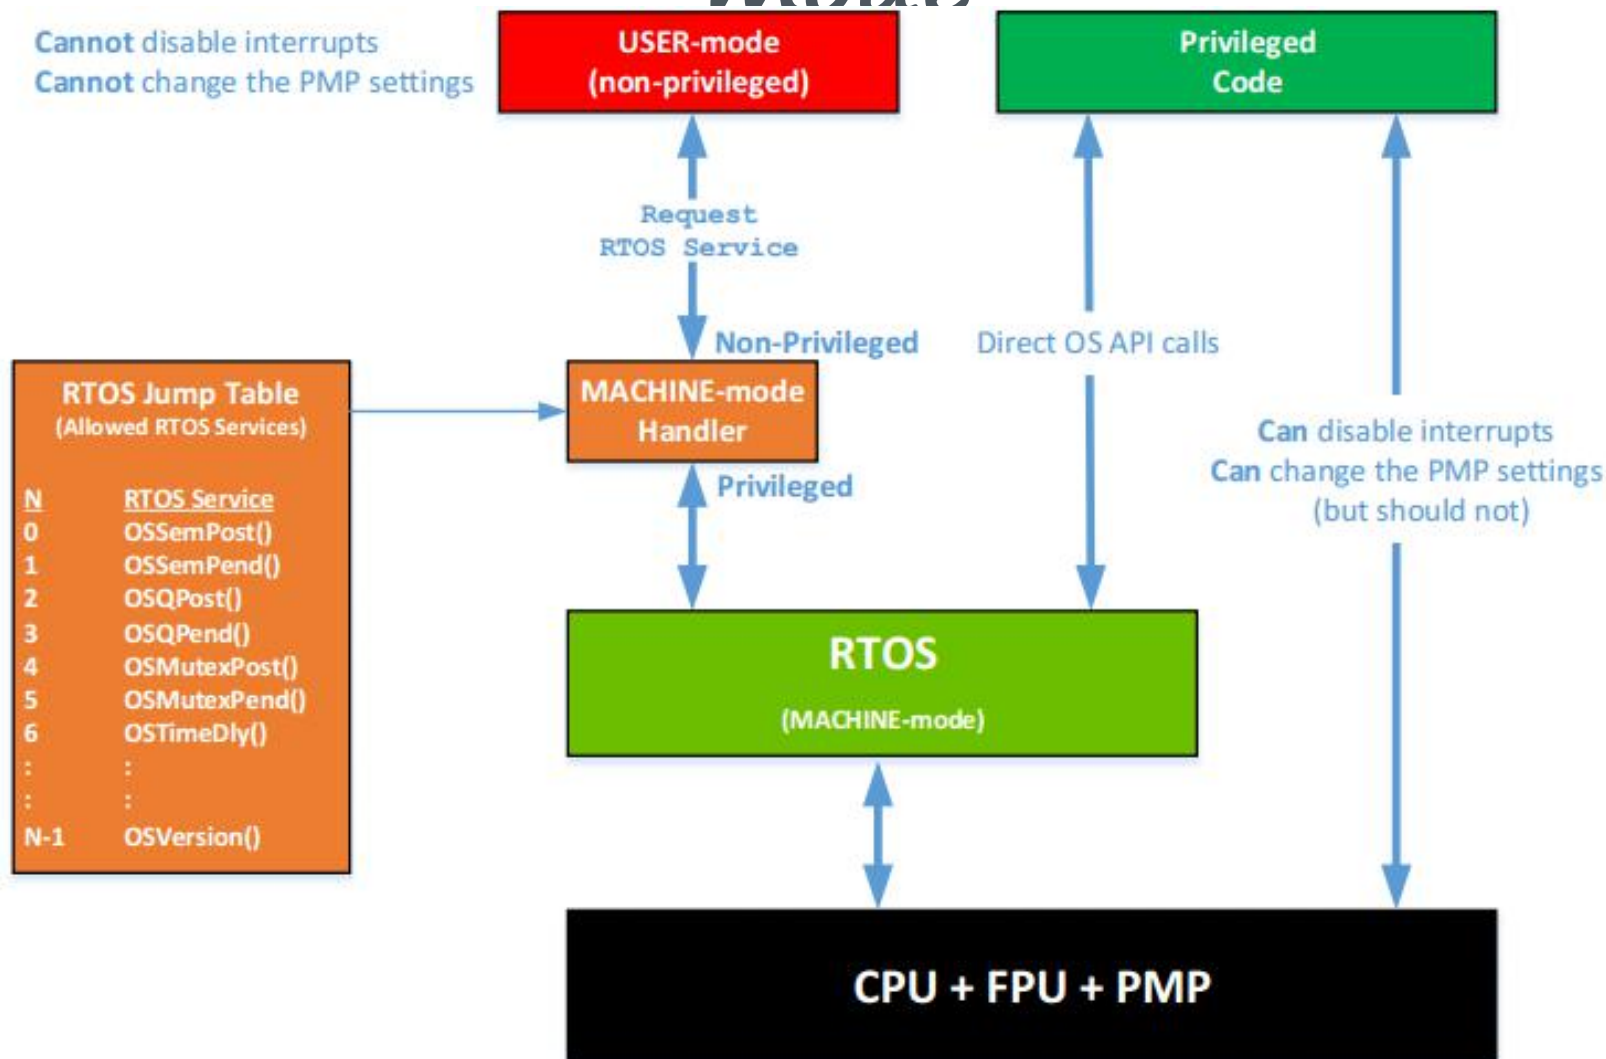 Cannot disable interrupts
Cannot change the PMP settings
USER-mode
(non-privileged)
Privileged
Code
Request
RTOS Service
Non-Privileged
Direct OS API calls
RTOS Jump Table
(Allowed RTOS Services)
N RTOS Service
0 OSSemPost()
1 OSSemPend()
2 OSQPost()
3 OSQPend()
4 OSMutexPost()
5 OSMutexPend()
6 OSTimeDly()
: :
: :
N-1 OSVersion()
MACHINE-mode
Handler
Privileged
Can disable interrupts
Can change the PMP settings
(but should not)
RTOS
(MACHINE-mode)
CPU + FPU + PMP